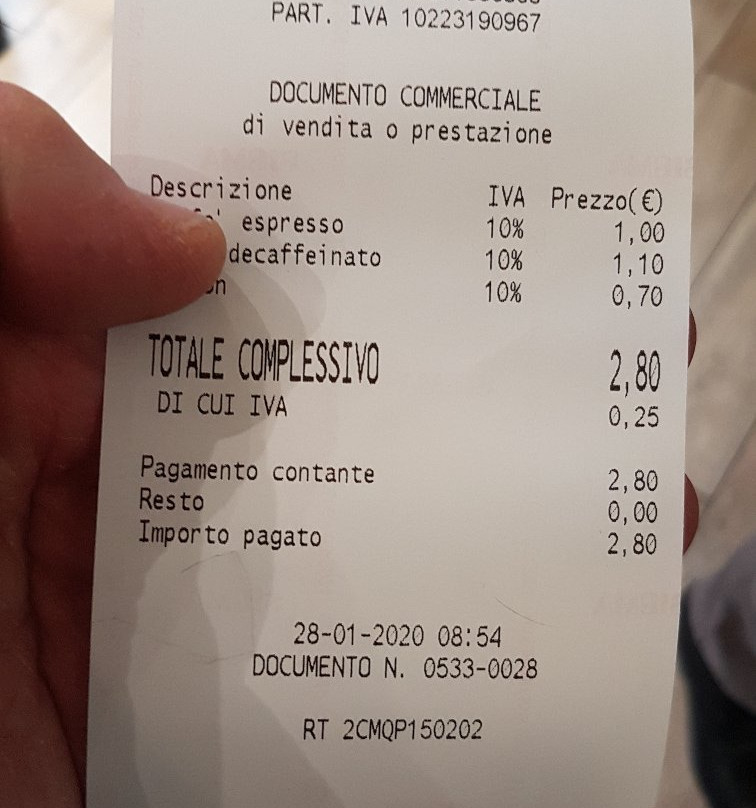 PART. IVA 10223190967
DOCUMENTO COMMERCIALE
di vendita o prestazione
Descrizione IVA Prezzo(€)
espresso 10% 1,00
decaffeinato 10% 1,10
10% 0,70
TOTALE COMPLESSIVO 2,80
DI CUI IVA 0,25
Pagamento contante 2,80
Resto 0,00
Importo pagato 2,80
28-01-2020 08:54
DOCUMENTO N. 0533-0028
RT 2CMQP150202